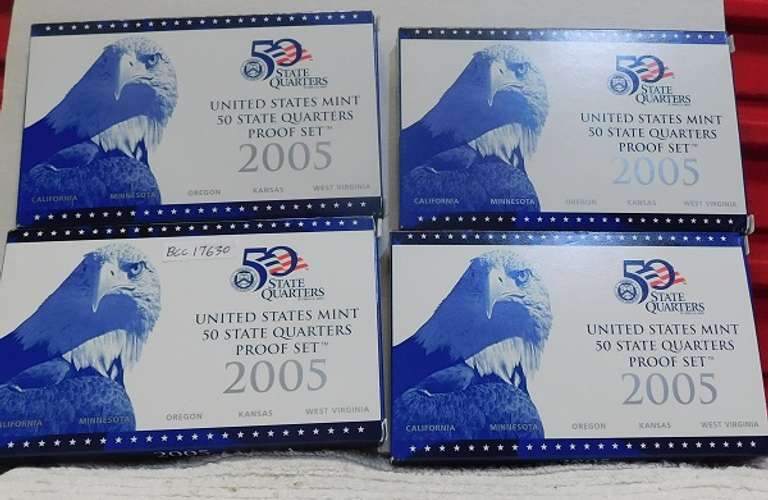 50
STATE
QUARTERS
UNITED STATES MINT
50 STATE QUARTERS
PROOF SET™
2005
CALIFORNIA MINNESOTA OREGON KANSAS WEST VIRGINIA
50
STATE
QUARTERS
UNITED STATES MINT
50 STATE QUARTERS
PROOF SET™
2005
CALIFORNIA MINNESOTA OREGON KANSAS WEST VIRGINIA
BCC 17630
50
STATE
QUARTERS
UNITED STATES MINT
50 STATE QUARTERS
PROOF SET™
2005
CALIFORNIA MINNESOTA OREGON KANSAS WEST VIRGINIA
2005
50
STATE
QUARTERS
UNITED STATES MINT
50 STATE QUARTERS
PROOF SET™
2005
CALIFORNIA MINNESOTA OREGON KANSAS WEST VIRGINIA